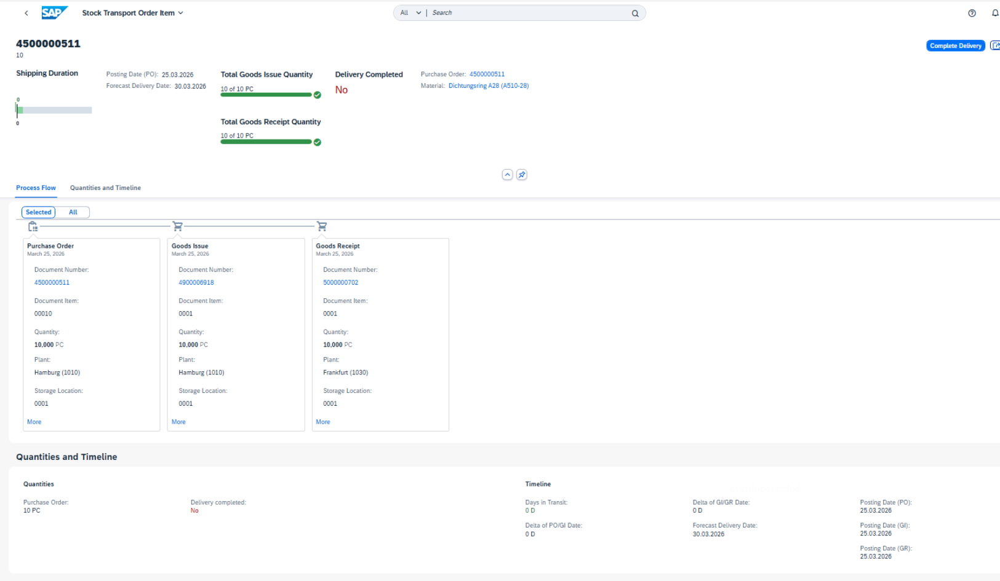 SAP Stock Transport Order Item
All Search
4500000511
10
Complete Delivery
Shipping Duration
0
0
Posting Date (PO): 25.03.2026
Forecast Delivery Date: 30.03.2026
Total Goods Issue Quantity
10 of 10 PC
Total Goods Receipt Quantity
10 of 10 PC
Delivery Completed
No
Purchase Order: 4500000511
Material: Dichtungsring A28 (A510-28)
Process Flow Quantities and Timeline
Selected All
Purchase Order
March 25, 2026
Document Number:
4500000511
Document Item:
00010
Quantity:
10,000 PC
Plant:
Hamburg (1010)
Storage Location:
0001
More
Goods Issue
March 25, 2026
Document Number:
4900006918
Document Item:
0001
Quantity:
10,000 PC
Plant:
Hamburg (1010)
Storage Location:
0001
More
Goods Receipt
March 25, 2026
Document Number:
5000000702
Document Item:
0001
Quantity:
10,000 PC
Plant:
Frankfurt (1030)
Storage Location:
0001
More
Quantities and Timeline
Quantities
Purchase Order:
10 PC
Delivery completed:
No
Timeline
Days in Transit:
0 D
Delta of PO/GI Date:
0 D
Delta of GI/GR Date:
0 D
Forecast Delivery Date:
30.03.2026
Posting Date (PO):
25.03.2026
Posting Date (GI):
25.03.2026
Posting Date (GR):
25.03.2026